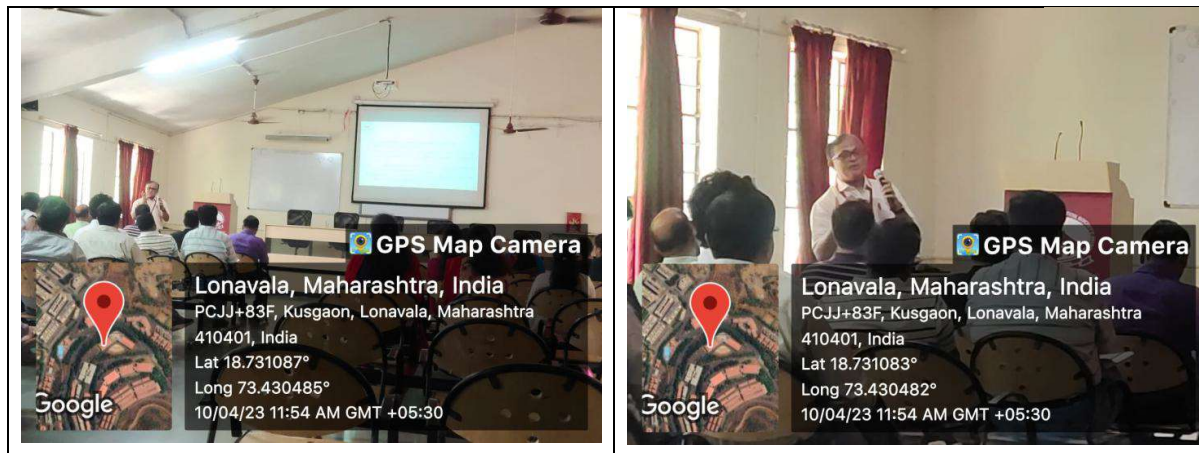 GPS Map Camera
Lonavala, Maharashtra, India
PCJJ+83F, Kusgaon, Lonavala, Maharashtra
410401, India
Lat 18.731087°
Long 73.430485°
10/04/23 11:54 AM GMT +05:30
Google
GPS Map Camera
Lonavala, Maharashtra, India
PCJJ+83F, Kusgaon, Lonavala, Maharashtra
410401, India
Lat 18.731083°
Long 73.430482°
10/04/23 11:54 AM GMT +05:30
Google